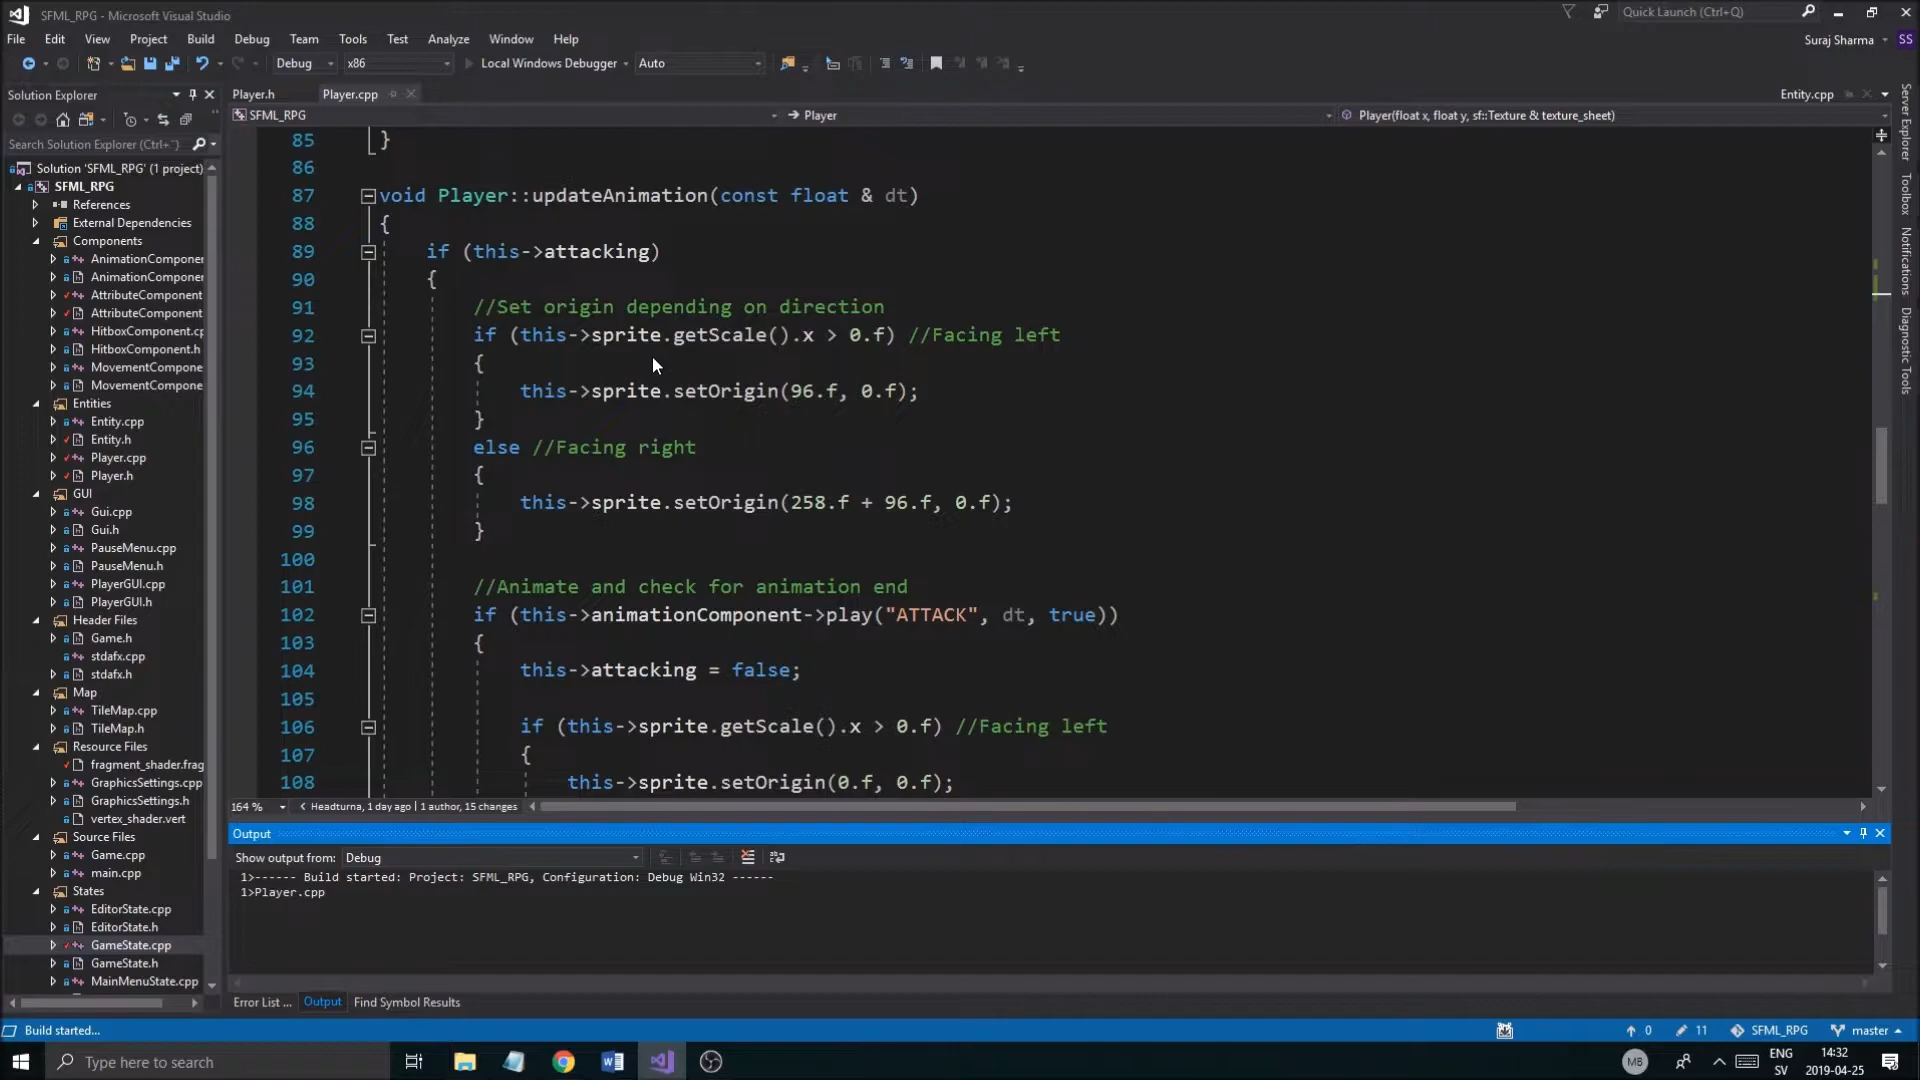 SFML_RPG - Microsoft Visual Studio
Quick Launch (Ctrl+Q)
File Edit View Project Build Debug Team Tools Test Analyze Window Help
Suraj Sharma SS
Debug x86 Local Windows Debugger Auto
Solution Explorer
Player.h Player.cpp Entity.cpp
SFML_RPG Player Player(float x, float y, sf::Texture & texture_sheet)
Search Solution Explorer (Ctrl+¨)
Solution 'SFML_RPG' (1 project)
SFML_RPG
References
External Dependencies
Components
AnimationComponen
AnimationComponen
AttributeComponent
AttributeComponent
HitboxComponent.cp
HitboxComponent.h
MovementCompone
MovementCompone
Entities
Entity.cpp
Entity.h
Player.cpp
Player.h
GUI
Gui.cpp
Gui.h
PauseMenu.cpp
PauseMenu.h
PlayerGUI.cpp
PlayerGUI.h
Header Files
Game.h
stdafx.cpp
stdafx.h
Map
TileMap.cpp
TileMap.h
Resource Files
fragment_shader.frag
GraphicsSettings.cpp
GraphicsSettings.h
vertex_shader.vert
Source Files
Game.cpp
main.cpp
States
EditorState.cpp
EditorState.h
GameState.cpp
GameState.h
MainMenuState.cpp
85 }
86
87 void Player::updateAnimation(const float & dt)
88 {
89 if (this->attacking)
90 {
91 //Set origin depending on direction
92 if (this->sprite.getScale().x > 0.f) //Facing left
93 {
94 this->sprite.setOrigin(96.f, 0.f);
95 }
96 else //Facing right
97 {
98 this->sprite.setOrigin(258.f + 96.f, 0.f);
99 }
100
101 //Animate and check for animation end
102 if (this->animationComponent->play("ATTACK", dt, true))
103 {
104 this->attacking = false;
105
106 if (this->sprite.getScale().x > 0.f) //Facing left
107 {
108 this->sprite.setOrigin(0.f, 0.f);
164 % Headturna, 1 day ago | 1 author, 15 changes
Output
Show output from: Debug
1>------ Build started: Project: SFML_RPG, Configuration: Debug Win32 ------
1>Player.cpp
Error List ... Output Find Symbol Results
Server Explorer
Toolbox
Notifications
Diagnostic Tools
Build started... 0 11 SFML_RPG master
Type here to search
MB
ENG
SV
14:32
2019-04-25